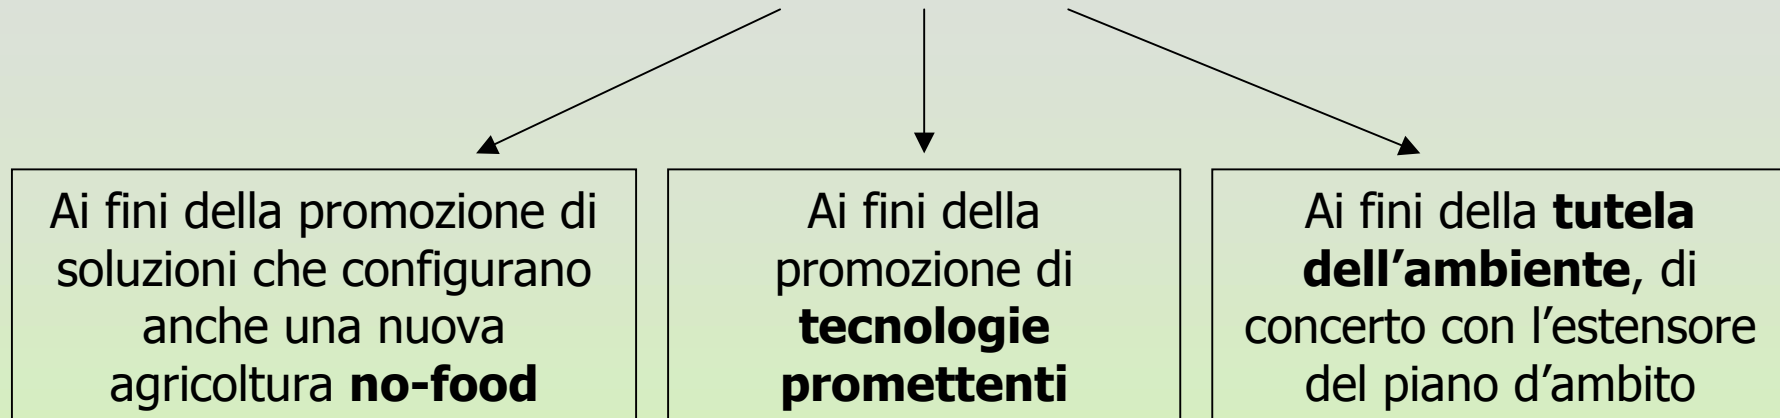 Ai fini della promozione di
soluzioni che configurano
anche una nuova
agricoltura no-food
Ai fini della
promozione di
tecnologie
promettenti
Ai fini della tutela
dell’ambiente, di
concerto con l’estensore
del piano d’ambito